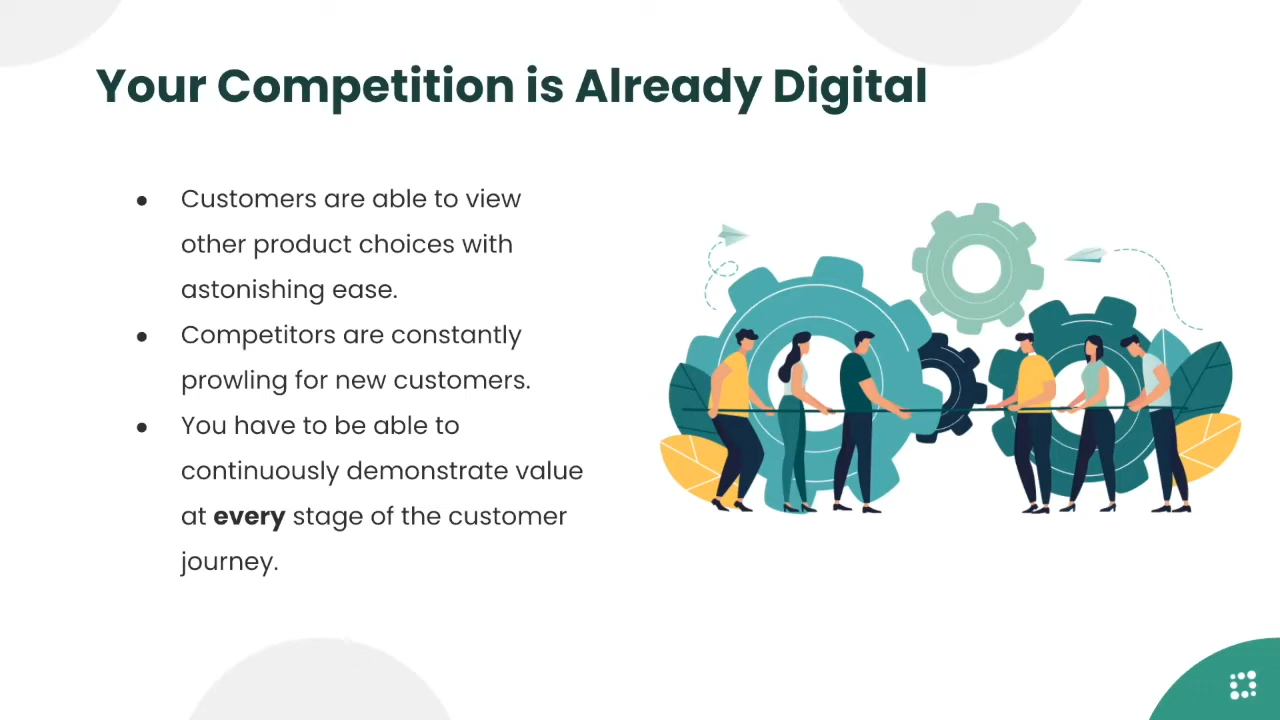 Your Competition is Already Digital
● Customers are able to view
other product choices with
astonishing ease.
● Competitors are constantly
prowling for new customers.
● You have to be able to
continuously demonstrate value
at every stage of the customer
journey.